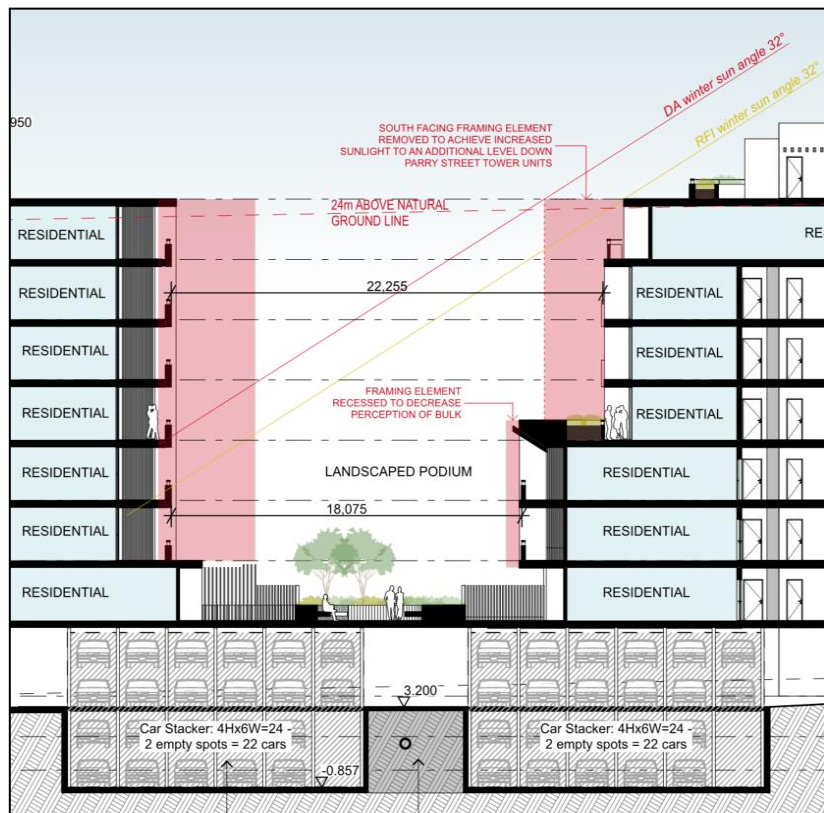 DA winter sun angle 32°
RFI winter sun angle 32°
950
SOUTH FACING FRAMING ELEMENT
REMOVED TO ACHIEVE INCREASED
SUNLIGHT TO AN ADDITIONAL LEVEL DOWN
PARRY STREET TOWER UNITS
24m ABOVE NATURAL
GROUND LINE
RESIDENTIAL
RE
22,255
RESIDENTIAL
RESIDENTIAL
RESIDENTIAL
RESIDENTIAL
FRAMING ELEMENT
RECESSED TO DECREASE
PERCEPTION OF BULK
RESIDENTIAL
RESIDENTIAL
RESIDENTIAL
LANDSCAPED PODIUM
RESIDENTIAL
18,075
RESIDENTIAL
RESIDENTIAL
RESIDENTIAL
RESIDENTIAL
3.200
Car Stacker: 4Hx6W=24 -
2 empty spots = 22 cars
Car Stacker: 4Hx6W=24 -
2 empty spots = 22 cars
-0.857